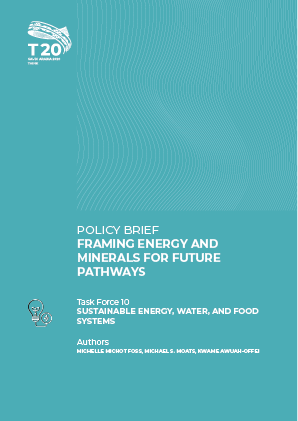 T20
SAUDI ARABIA 2020
THINK
POLICY BRIEF
FRAMING ENERGY AND
MINERALS FOR FUTURE
PATHWAYS
Task Force 10
SUSTAINABLE ENERGY, WATER, AND FOOD
SYSTEMS
Authors
MICHELLE MICHOT FOSS, MICHAEL S. MOATS, KWAME AWUAH-OFFEI